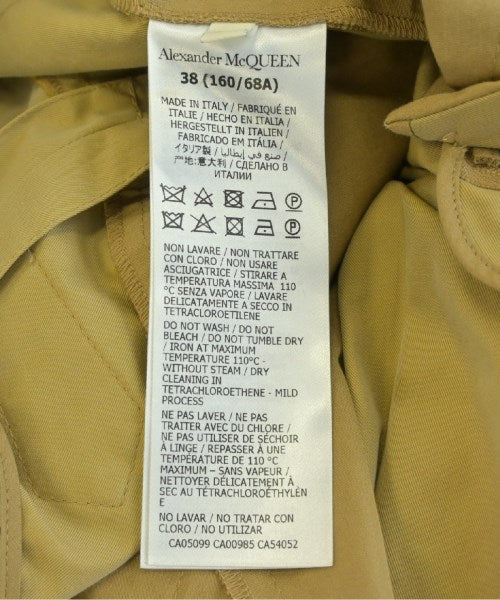 Alexander McQUEEN
38 (160/68A)
MADE IN ITALY / FABRIQUÉ EN
ITALIE / HECHO EN ITALIA /
HERGESTELLT IN ITALIEN /
FABRICADO EM ITÁLIA /
イタリア製 / صنع في إيطاليا /
产地:意大利 / СДЕЛАНО В
ИТАЛИИ
NON LAVARE / NON TRATTARE
CON CLORO / NON USARE
ASCIUGATRICE / STIRARE A
TEMPERATURA MASSIMA 110
°C SENZA VAPORE / LAVARE
DELICATAMENTE A SECCO IN
TETRACLOROETILENE
DO NOT WASH / DO NOT
BLEACH / DO NOT TUMBLE DRY
/ IRON AT MAXIMUM
TEMPERATURE 110°C -
WITHOUT STEAM / DRY
CLEANING IN
TETRACHLOROETHENE - MILD
PROCESS
NE PAS LAVER / NE PAS
TRAITER AVEC DU CHLORE /
NE PAS UTILISER DE SÉCHOIR
À LINGE / REPASSER À UNE
TEMPÉRATURE DE 110 °C
MAXIMUM – SANS VAPEUR /
NETTOYER DÉLICATEMENT À
SEC AU TÉTRACHLOROÉTHYLÈN
E
NO LAVAR / NO TRATAR CON
CLORO / NO UTILIZAR
CA05099 CA00985 CA54052